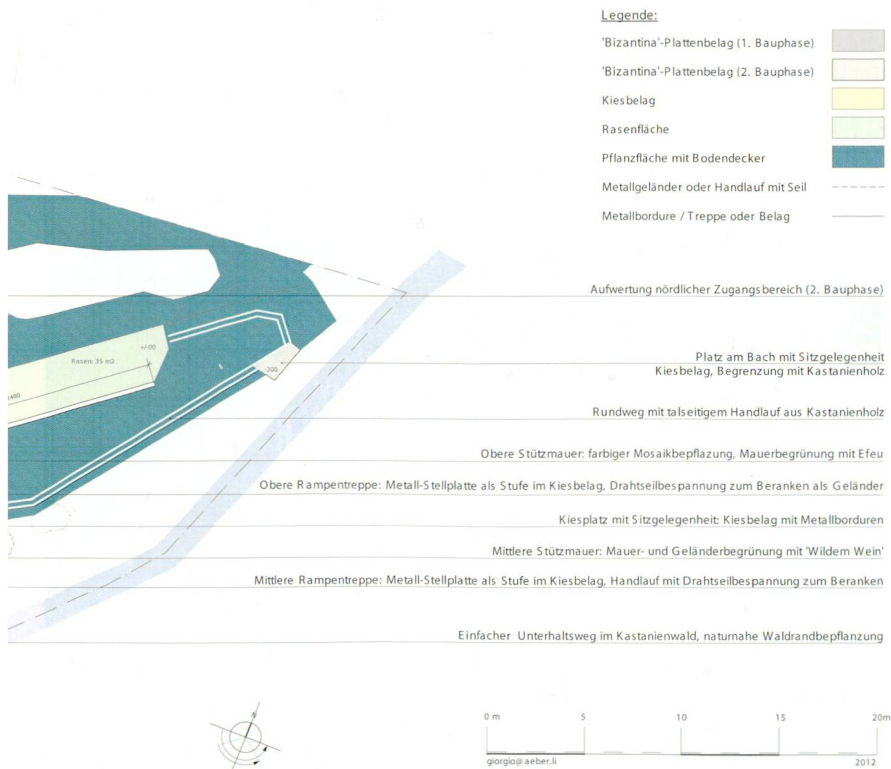 Legende:
'Bizantina'-Plattenbelag (1. Bauphase)
'Bizantina'-Plattenbelag (2. Bauphase)
Kiesbelag
Rasenfläche
Pflanzfläche mit Bodendecker
Metallgeländer oder Handlauf mit Seil
Metallbordure / Treppe oder Belag
Aufwertung nördlicher Zugangsbereich (2. Bauphase)
+/-00
Rasen: 35 m2
Platz am Bach mit Sitzgelegenheit
Kiesbelag, Begrenzung mit Kastanienholz
-200
Rundweg mit talseitigem Handlauf aus Kastanienholz
Obere Stützmauer: farbiger Mosaikbepflazung, Mauerbegrünung mit Efeu
Obere Rampentreppe: Metall-Stellplatte als Stufe im Kiesbelag, Drahtseilbespannung zum Beranken als Geländer
Kiesplatz mit Sitzgelegenheit: Kiesbelag mit Metallborduren
Mittlere Stützmauer: Mauer- und Geländerbegrünung mit 'Wildem Wein'
Mittlere Rampentreppe: Metall-Stellplatte als Stufe im Kiesbelag, Handlauf mit Drahtseilbespannung zum Beranken
Einfacher Unterhaltsweg im Kastanienwald, naturnahe Waldrandbepflanzung
N
0 m 5 10 15 20m
giorgio@aeber.li 2012